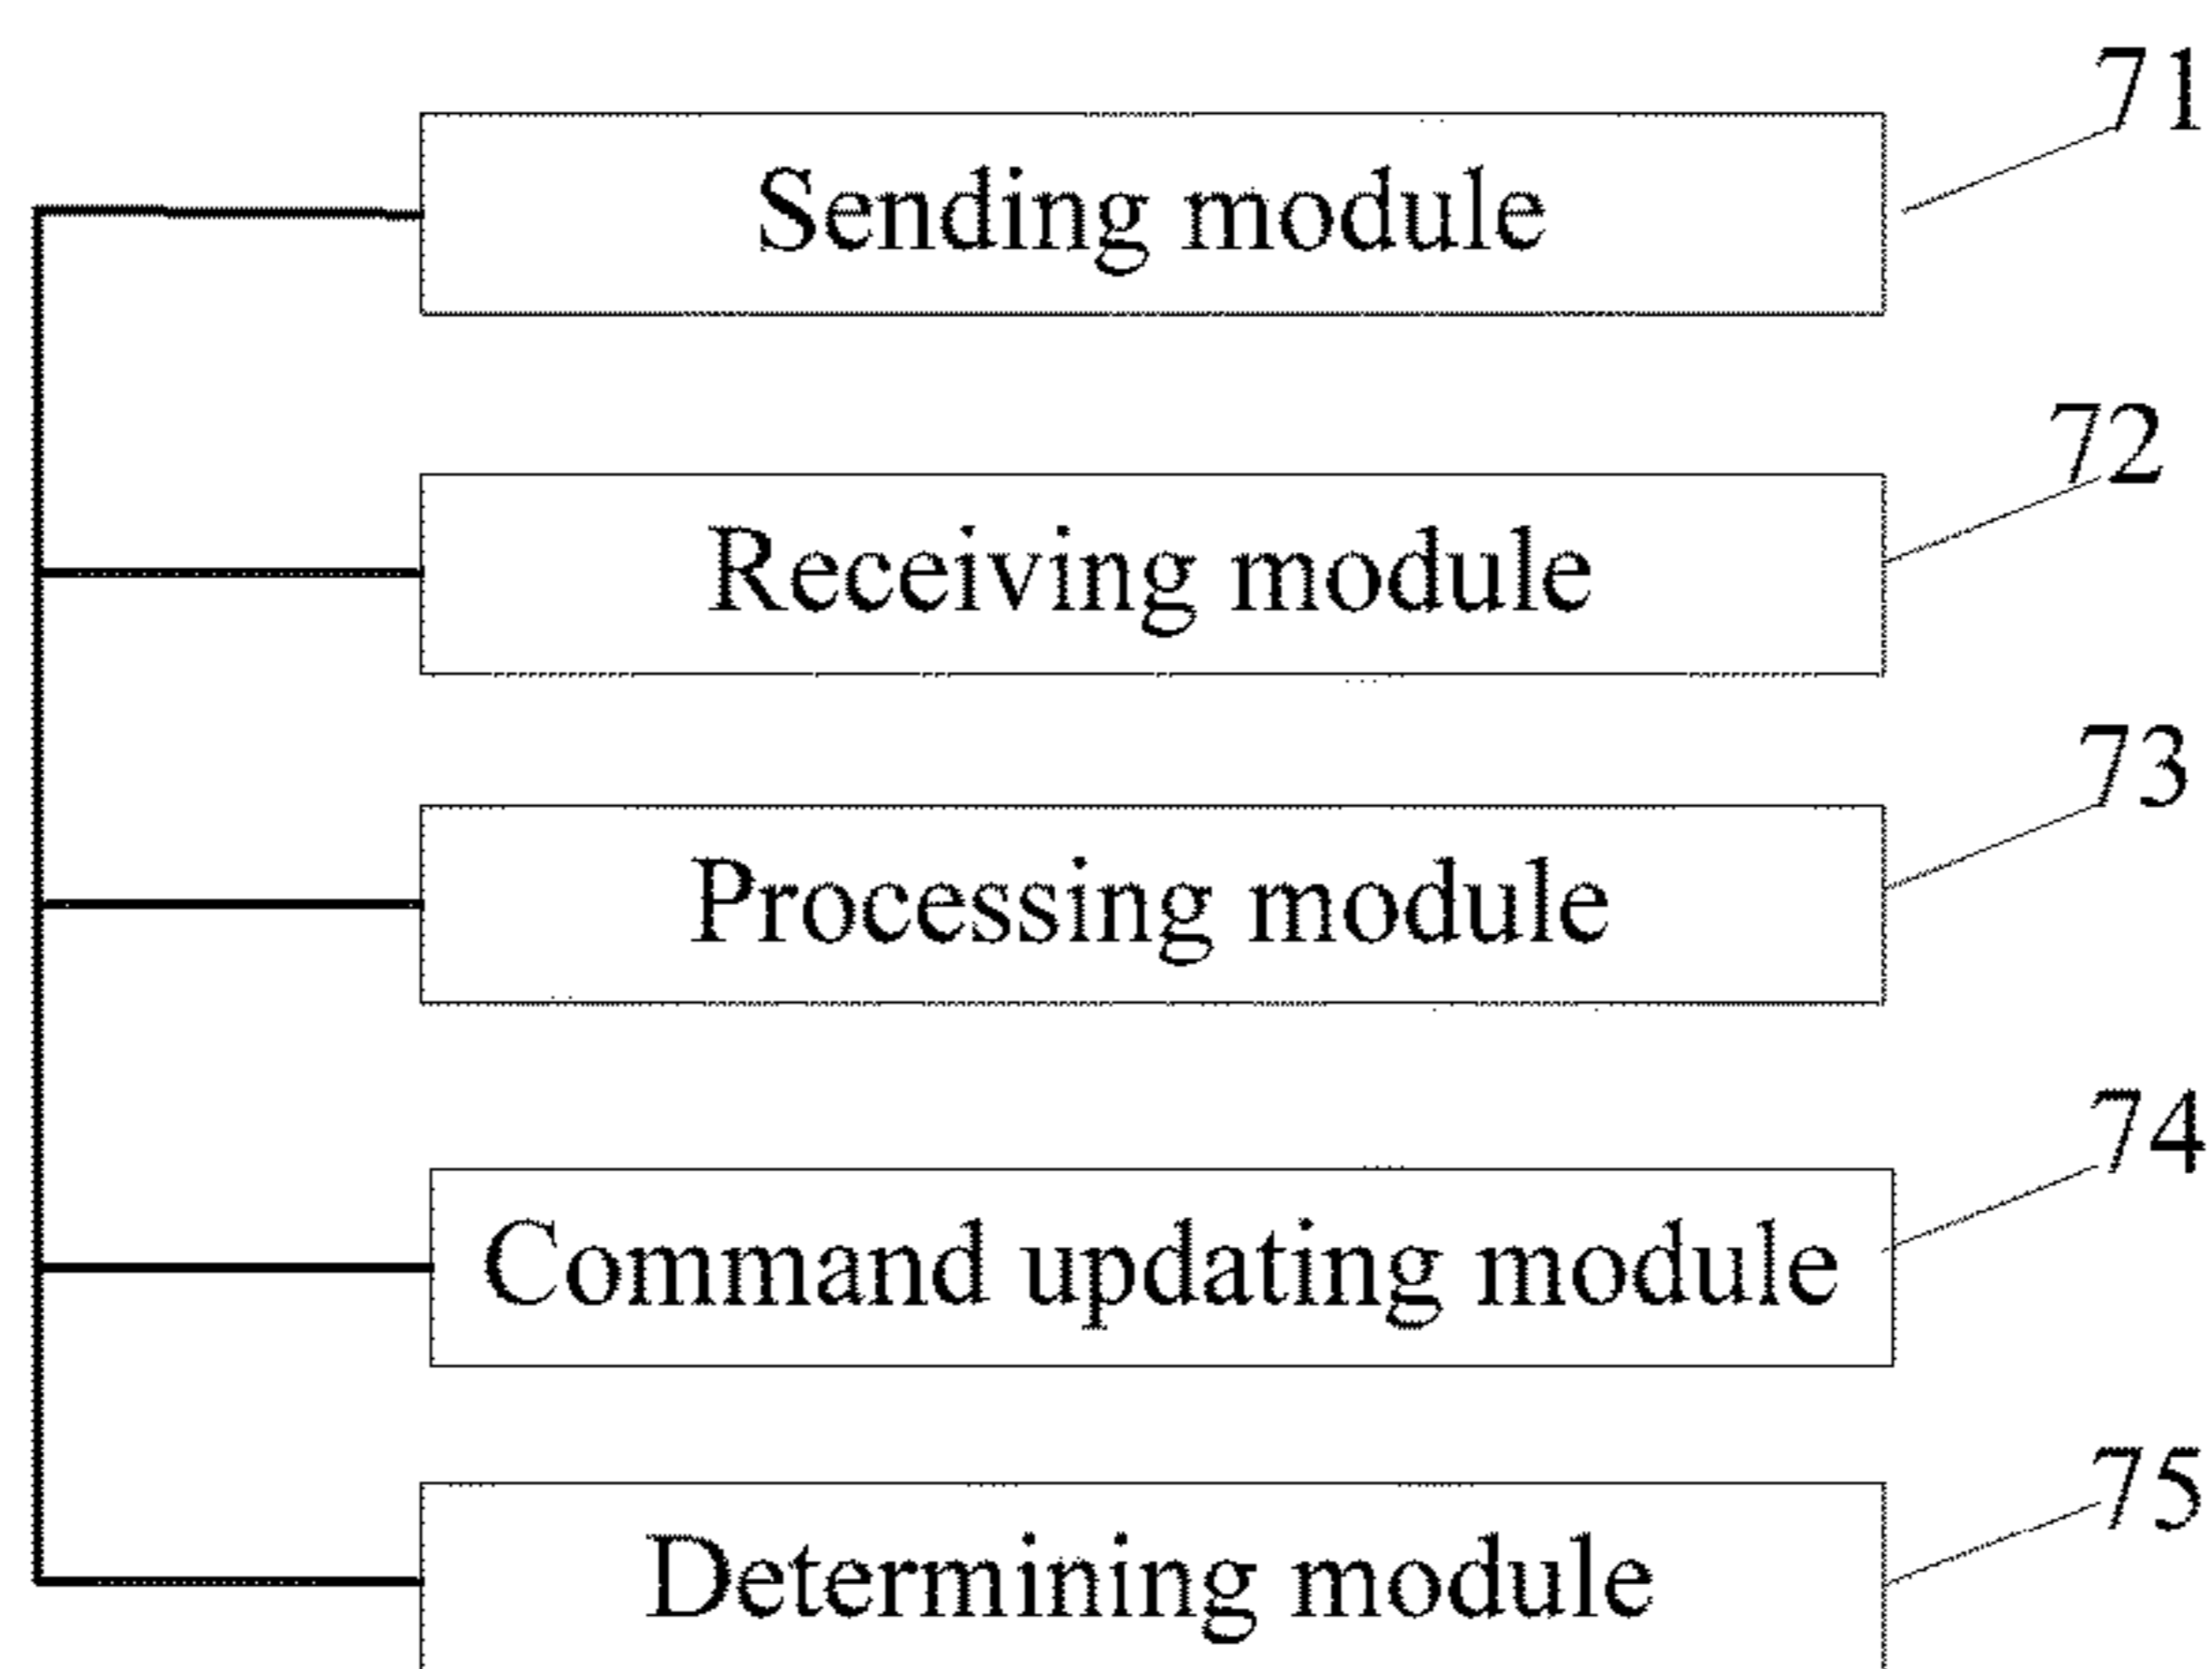 71
Sending module
72
Receiving module
73
Processing module
74
Command updating module
75
Determining module